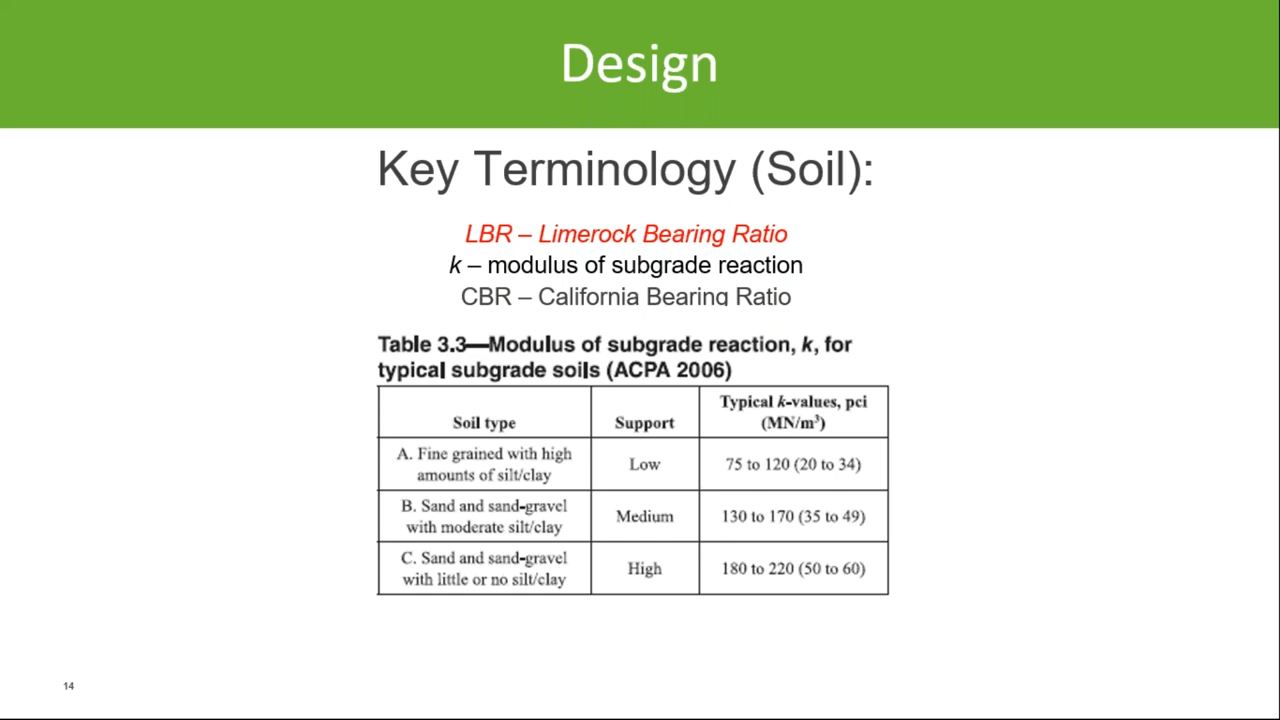 Design
Key Terminology (Soil):
LBR – Limerock Bearing Ratio
k – modulus of subgrade reaction
CBR – California Bearing Ratio
Table 3.3—Modulus of subgrade reaction, k, for
typical subgrade soils (ACPA 2006)
Soil type
Support
Typical k-values, pci
(MN/m³)
A. Fine grained with high
amounts of silt/clay
Low
75 to 120 (20 to 34)
B. Sand and sand-gravel
with moderate silt/clay
Medium
130 to 170 (35 to 49)
C. Sand and sand-gravel
with little or no silt/clay
High
180 to 220 (50 to 60)
14